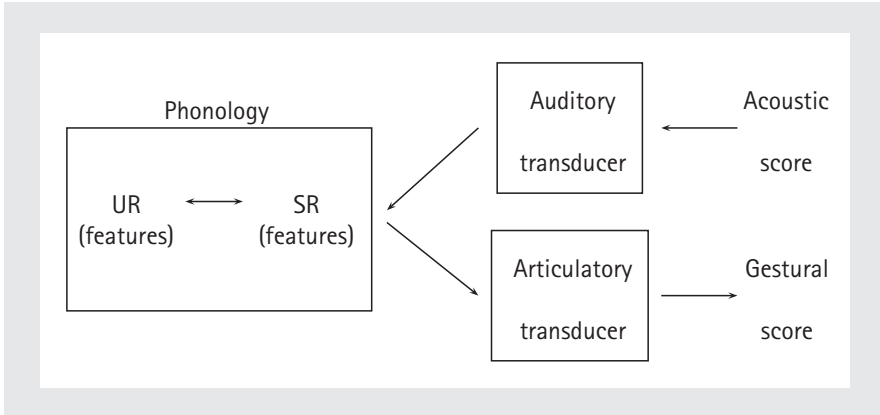 Phonology
UR
(features)
SR
(features)
Auditory
transducer
Acoustic
score
Articulatory
transducer
Gestural
score